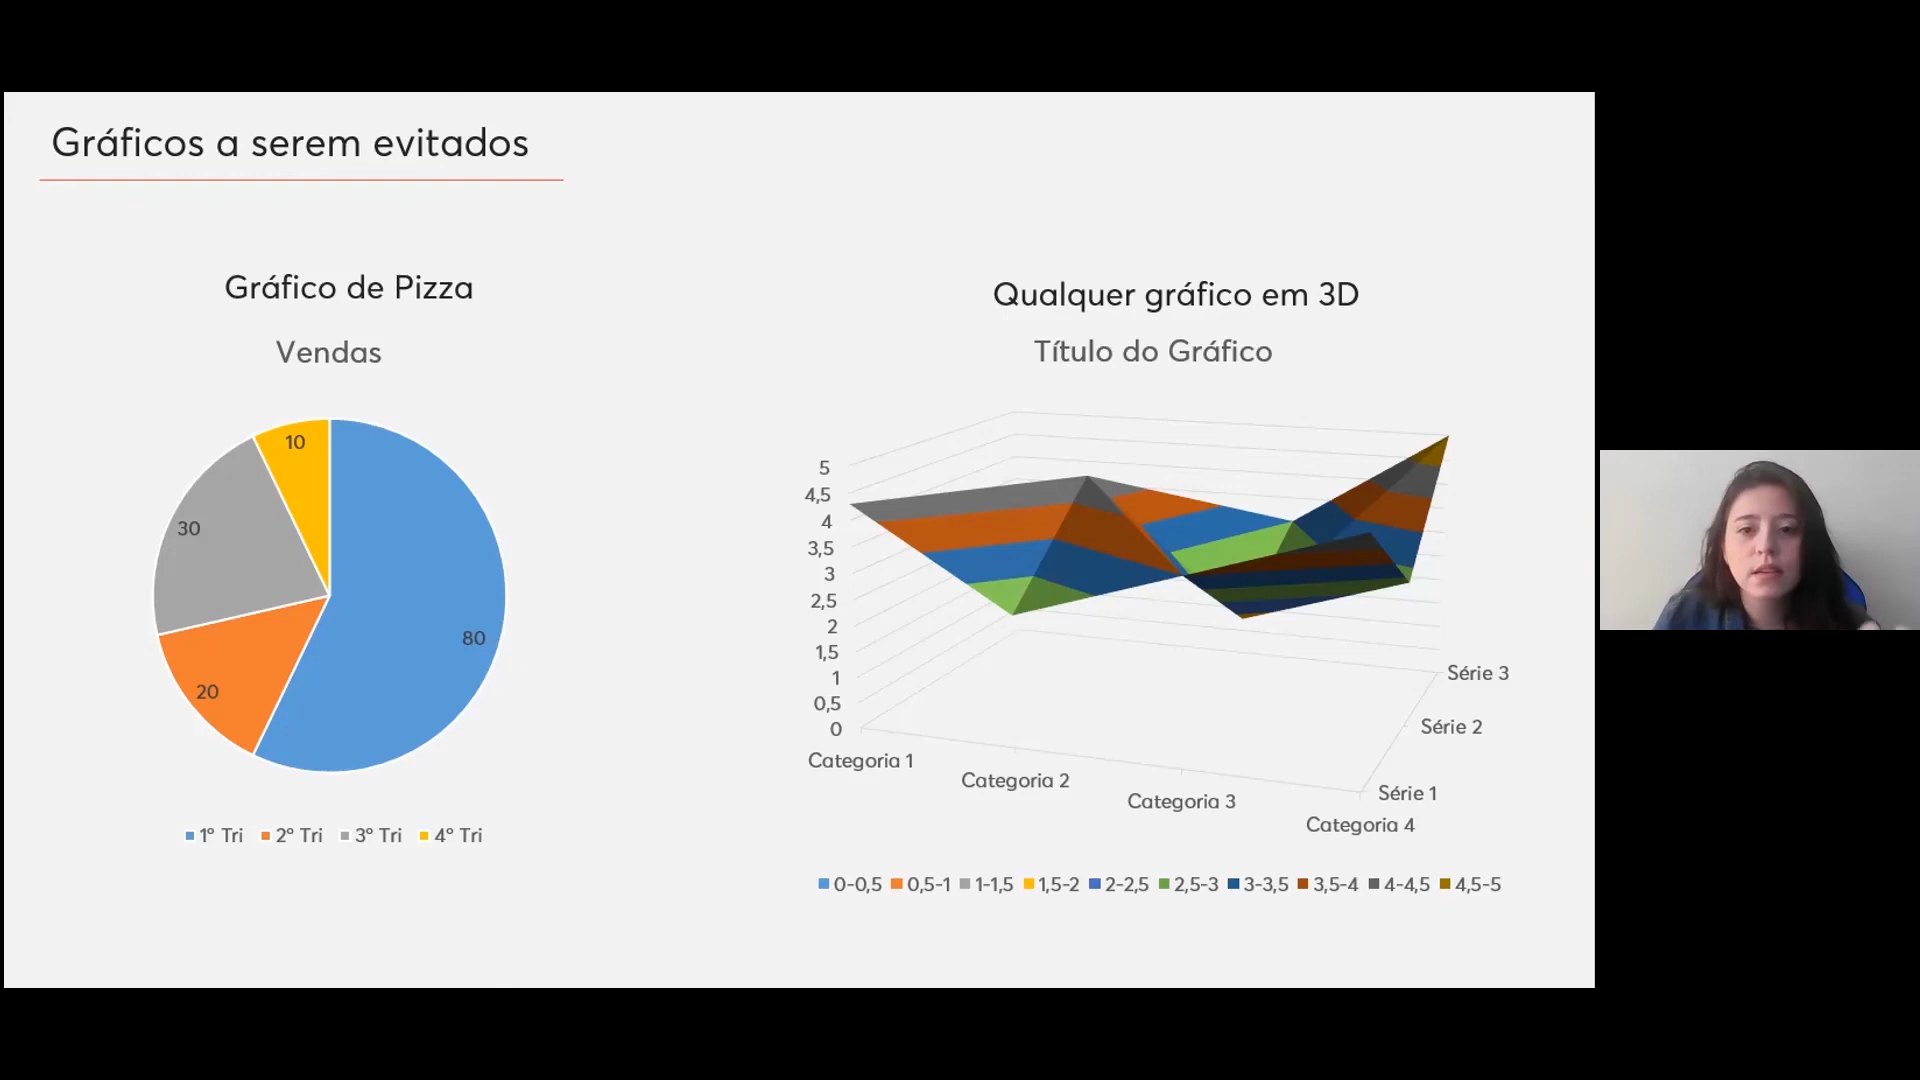 Gráficos a serem evitados
Gráfico de Pizza
Vendas
10
30
80
20
1º Tri 2º Tri 3º Tri 4º Tri
Qualquer gráfico em 3D
Título do Gráfico
5
4,5
4
3,5
3
2,5
2
1,5
1
0,5
0
Categoria 1
Categoria 2
Categoria 3
Categoria 4
Série 3
Série 2
Série 1
0-0,5 0,5-1 1-1,5 1,5-2 2-2,5 2,5-3 3-3,5 3,5-4 4-4,5 4,5-5